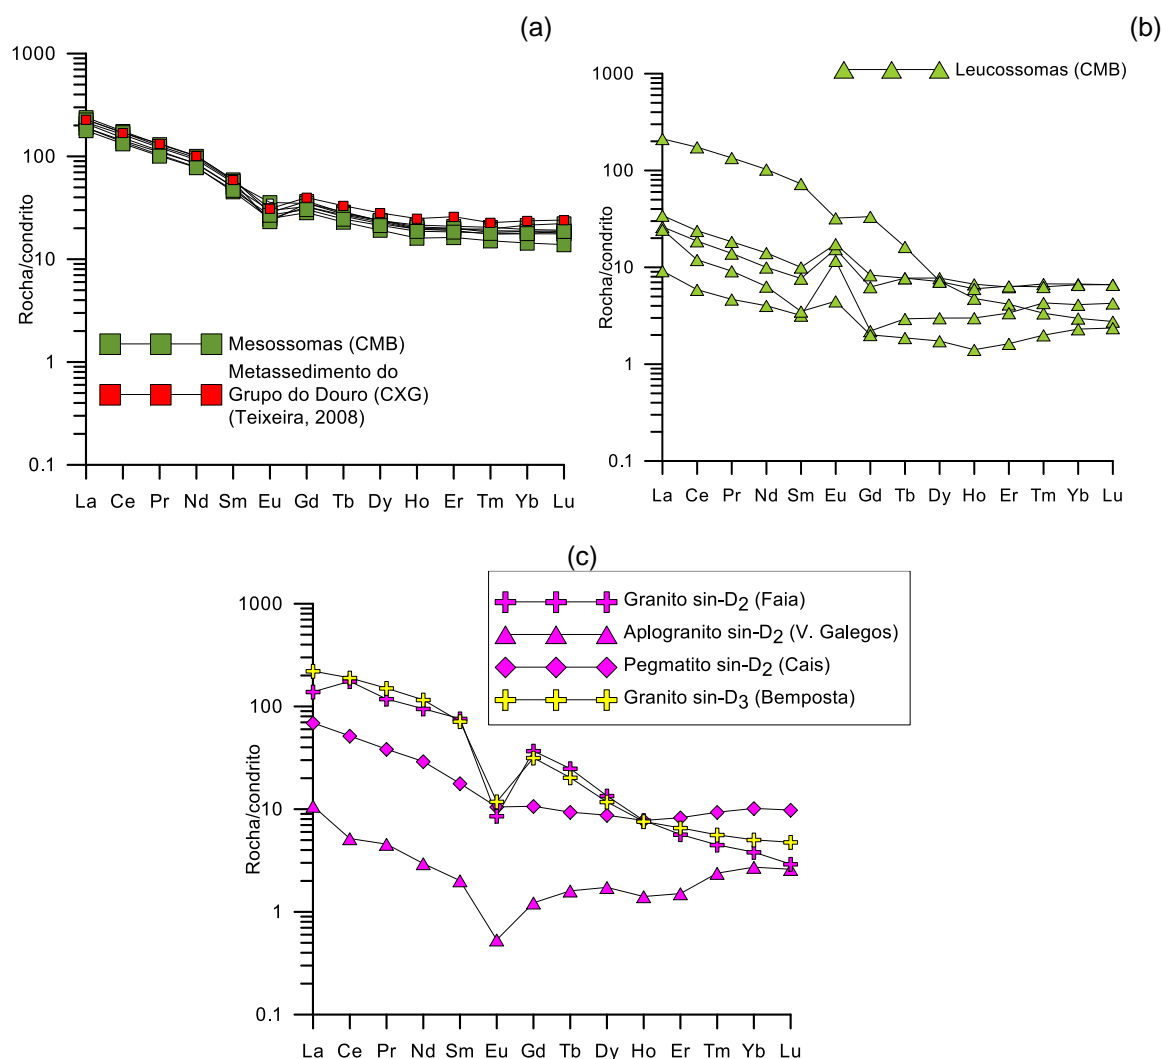 (a)
1000
100
10
1
0.1
Rocha/condrito
Mesossomas (CMB)
Metassedimento do
Grupo do Douro (CXG)
(Teixeira, 2008)
La Ce Pr Nd Sm Eu Gd Tb Dy Ho Er Tm Yb Lu
(b)
1000
100
10
1
0.1
Rocha/condrito
Leucossomas (CMB)
La Ce Pr Nd Sm Eu Gd Tb Dy Ho Er Tm Yb Lu
(c)
1000
100
10
1
0.1
Rocha/condrito
Granito sin-D2 (Faia)
Aplogranito sin-D2 (V. Galegos)
Pegmatito sin-D2 (Cais)
Granito sin-D3 (Bemposta)
La Ce Pr Nd Sm Eu Gd Tb Dy Ho Er Tm Yb Lu